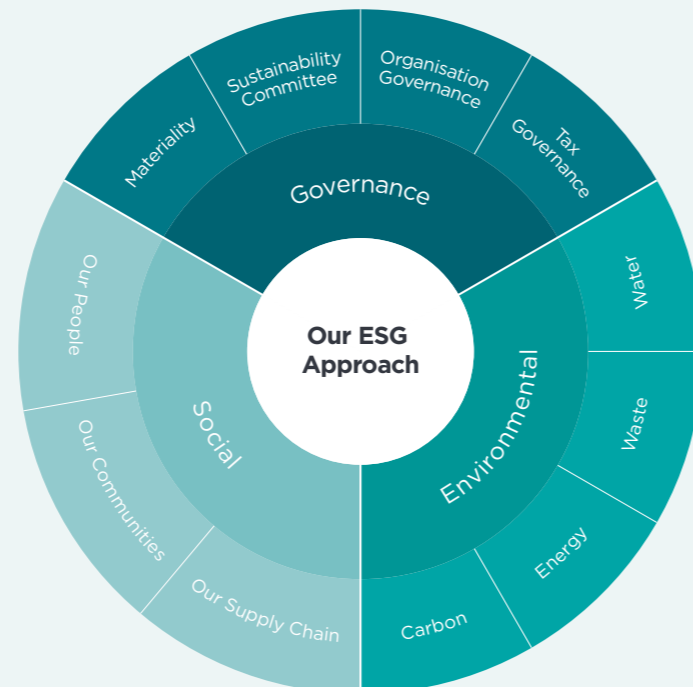 Our ESG
Approach
Governance
Materiality
Sustainability
Committee
Organisation
Governance
Tax
Governance
Environmental
Water
Waste
Energy
Carbon
Social
Our Supply Chain
Our Communities
Our People